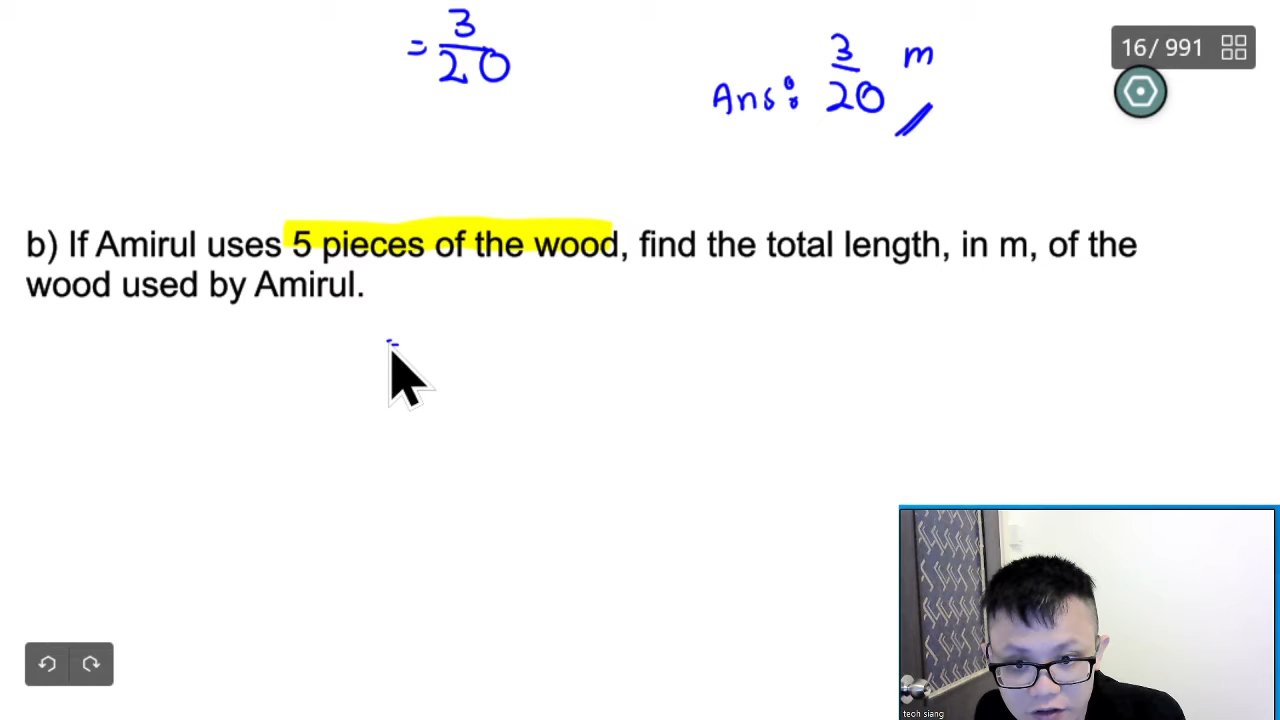 = 3/20
Ans: 3/20 m
16/ 991
b) If Amirul uses 5 pieces of the wood, find the total length, in m, of the
wood used by Amirul.
=
teoh siang